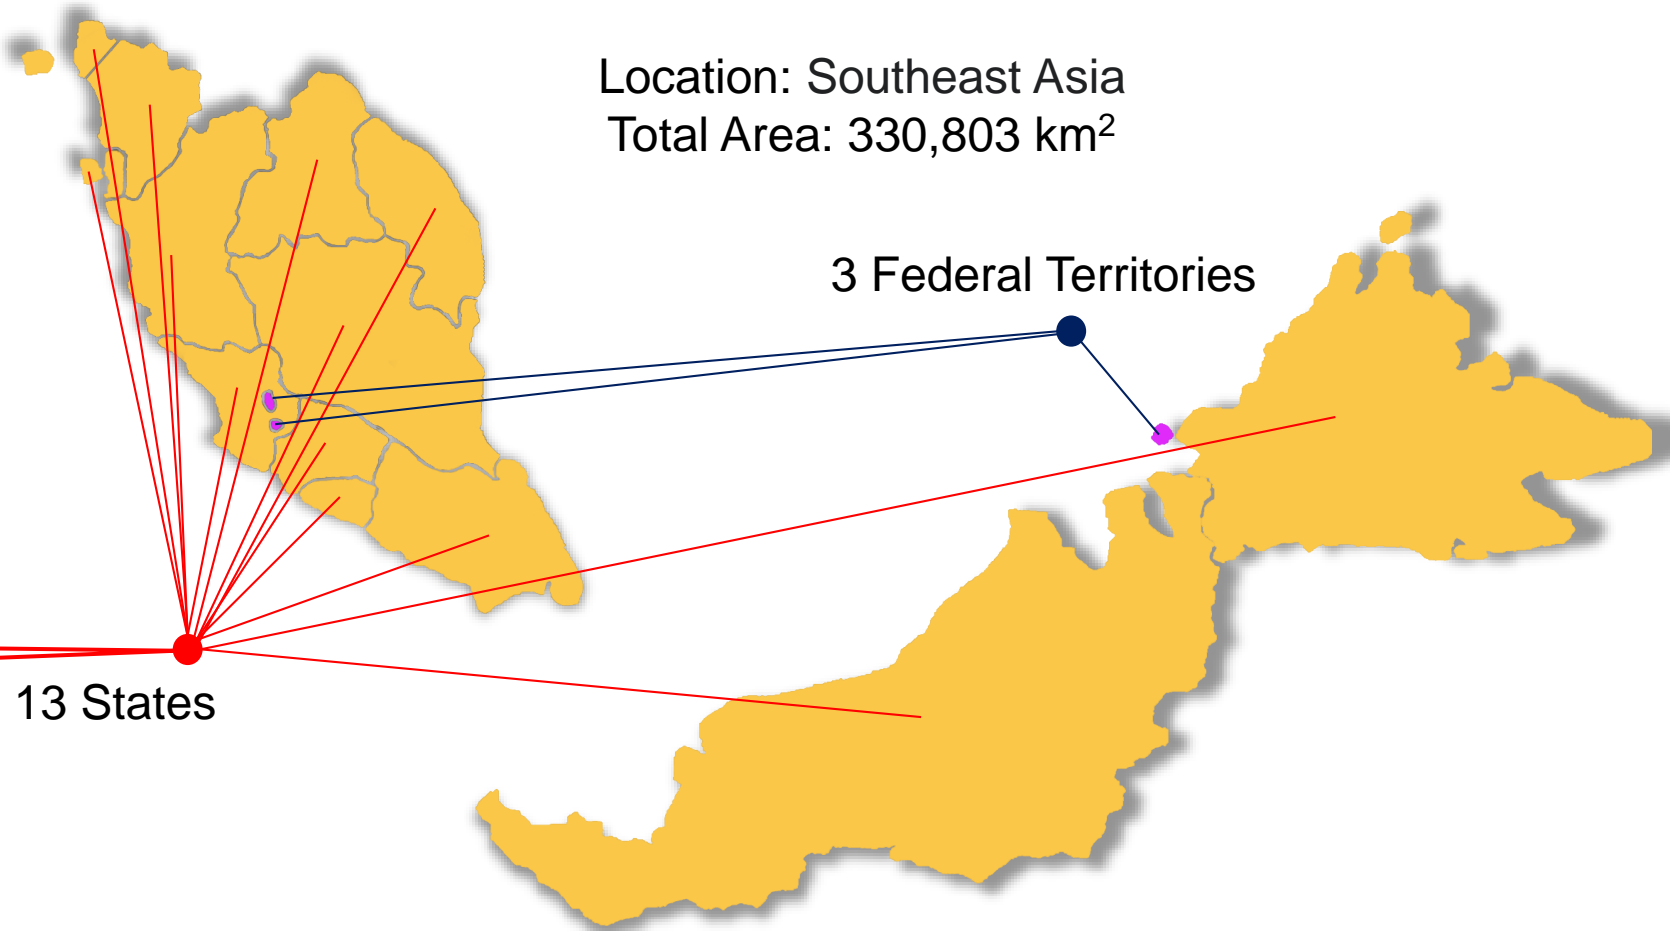 Location: Southeast Asia
Total Area: 330,803 km²
3 Federal Territories
13 States